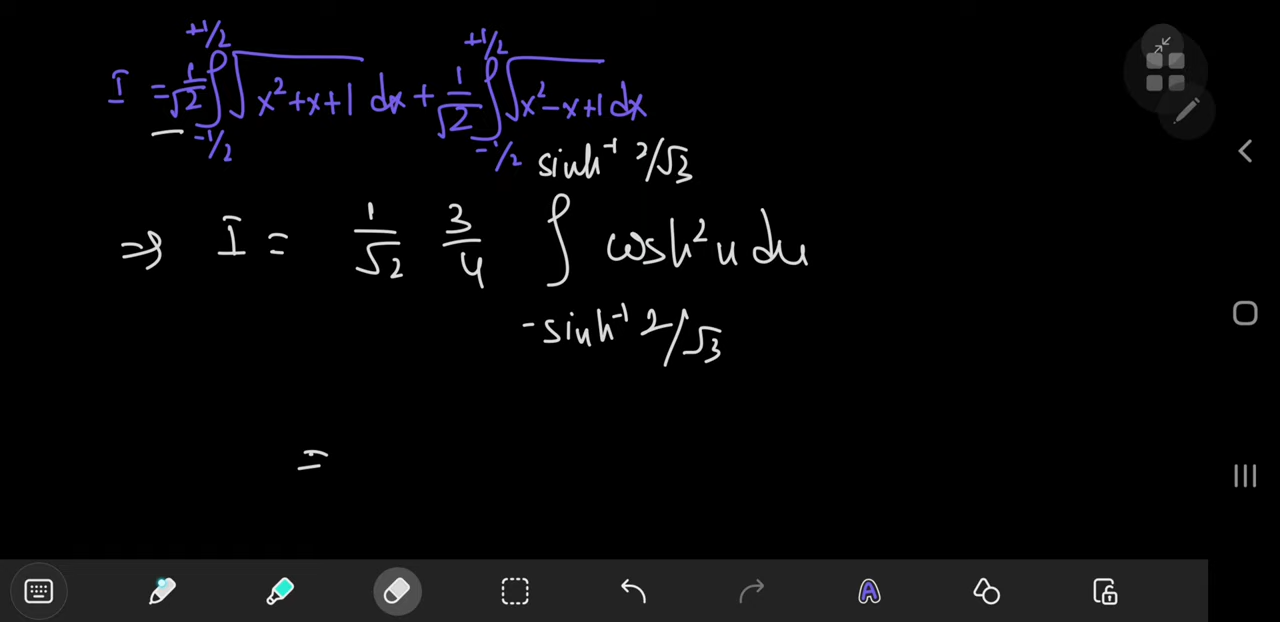 I = 1/√2 ∫_{-1/2}^{+1/2} √(x²+x+1) dx + 1/√2 ∫_{-1/2}^{+1/2} √(x²-x+1) dx
⇒ I = 1/√2 3/4 ∫_{-sinh⁻¹ 2/√3}^{sinh⁻¹ 2/√3} cosh² u du
=
A